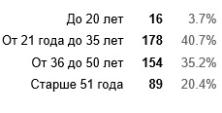 До 20 лет 16 3.7%
От 21 года до 35 лет 178 40.7%
От 36 до 50 лет 154 35.2%
Старше 51 года 89 20.4%